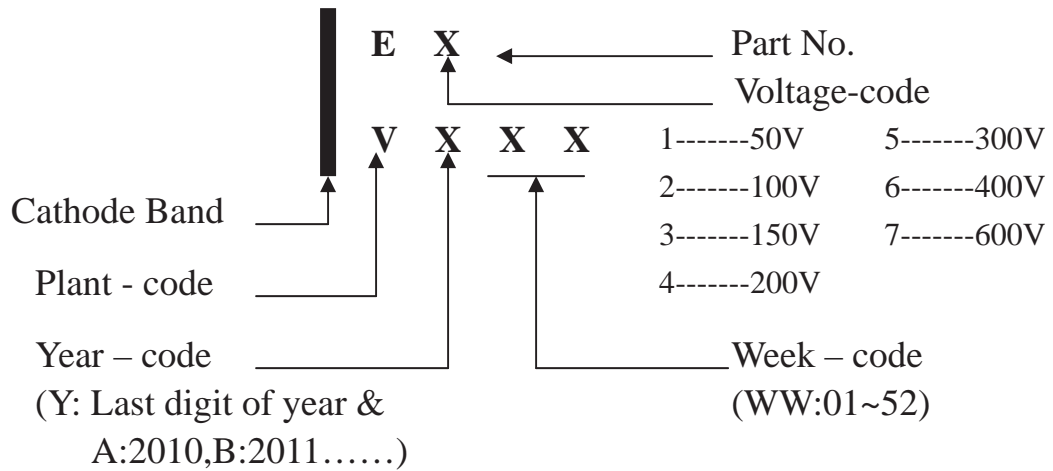 E X Part No.
Voltage-code
V X X X
1-------50V 5-------300V
2-------100V 6-------400V
3-------150V 7-------600V
4-------200V
Cathode Band
Plant - code
Year – code
(Y: Last digit of year &
A:2010,B:2011……)
Week – code
(WW:01~52)